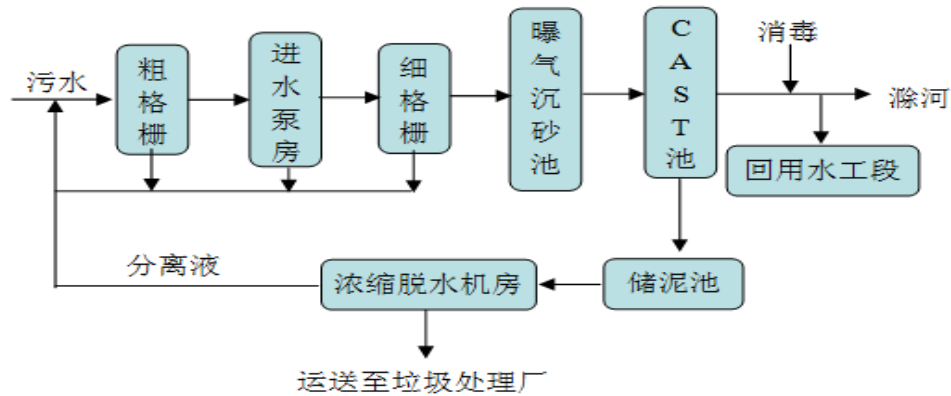 污水
粗格栅
进水泵房
细格栅
曝气沉砂池
CAST池
消毒
滁河
回用水工段
分离液
浓缩脱水机房
储泥池
运送至垃圾处理厂